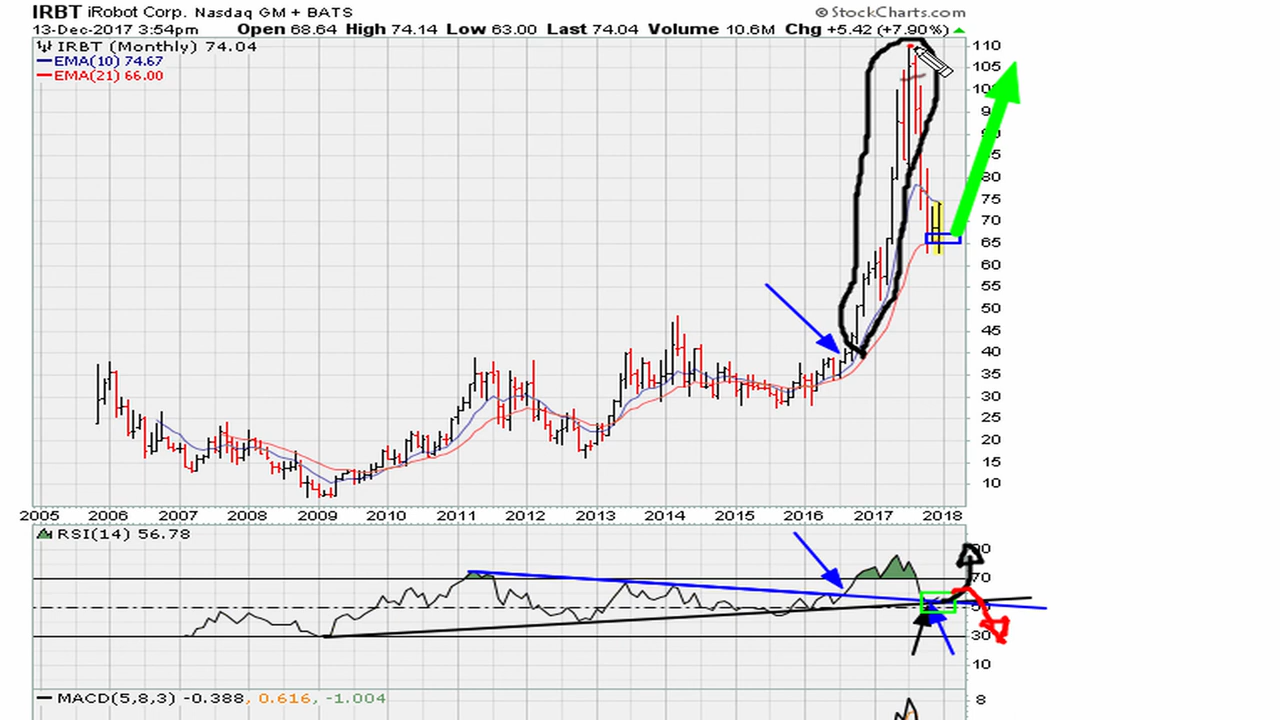 IRBT iRobot Corp. Nasdaq GM + BATS
© StockCharts.com
13-Dec-2017 3:54pm Open 68.64 High 74.14 Low 63.00 Last 74.04 Volume 10.6M Chg +5.42 (+7.90%)
IRBT (Monthly) 74.04
EMA(10) 74.67
EMA(21) 66.00
110
105
75
70
65
60
55
50
45
40
35
30
25
20
15
10
2005 2006 2007 2008 2009 2010 2011 2012 2013 2014 2015 2016 2017 2018
RSI(14) 56.78
70
30
10
MACD(5,8,3) -0.388, 0.616, -1.004
8